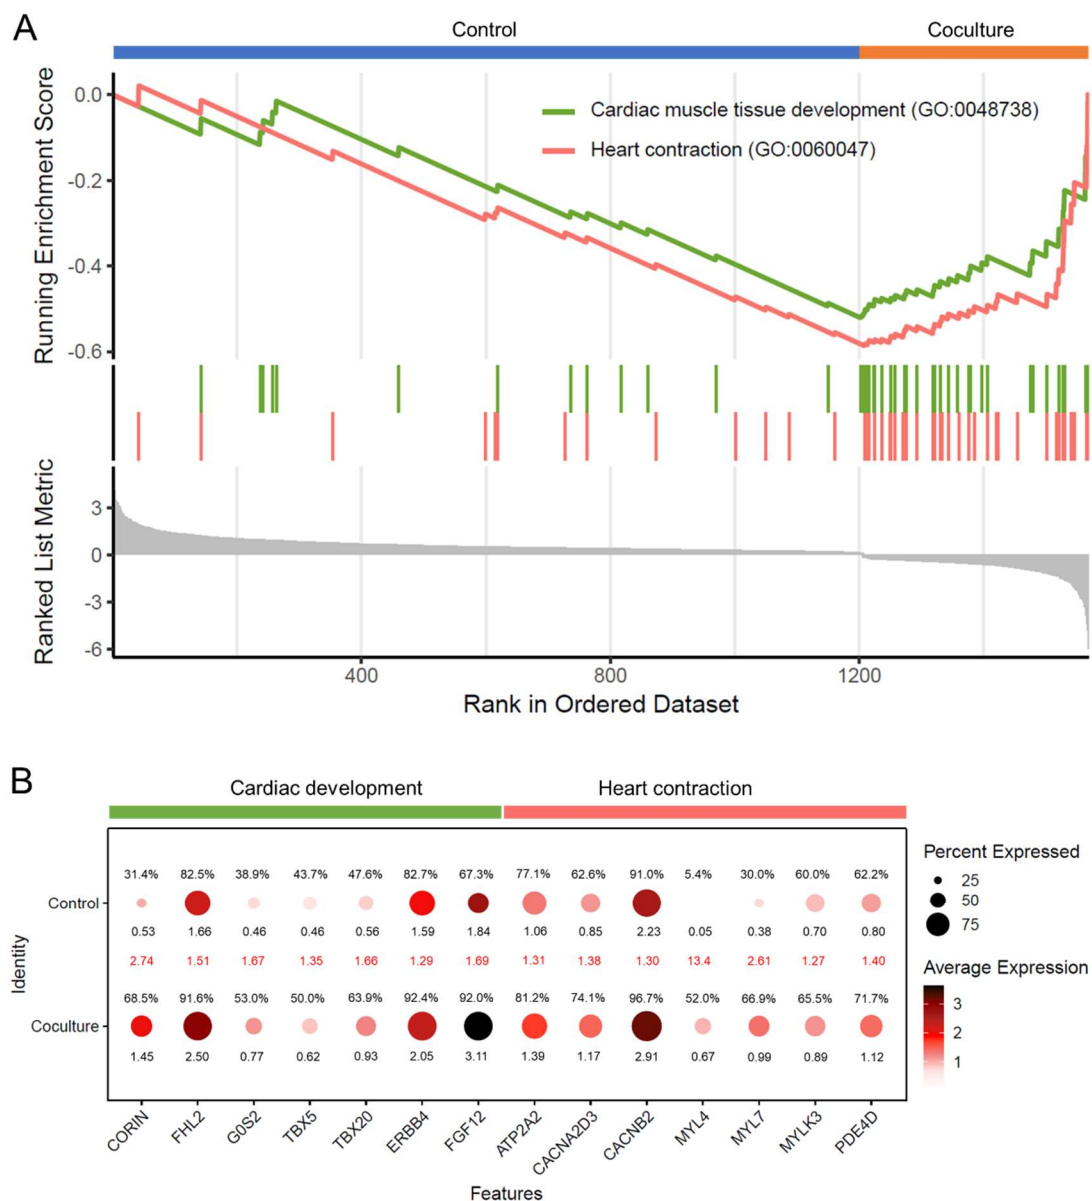 A
Control Coculture
Running Enrichment Score
0.0
-0.2
-0.4
-0.6
Cardiac muscle tissue development (GO:0048738)
Heart contraction (GO:0060047)
Ranked List Metric
3
0
-3
-6
400 800 1200
Rank in Ordered Dataset
B
Cardiac development Heart contraction
Identity
31.4% 82.5% 38.9% 43.7% 47.6% 82.7% 67.3% 77.1% 62.6% 91.0% 5.4% 30.0% 60.0% 62.2%
Control
0.53 1.66 0.46 0.46 0.56 1.59 1.84 1.06 0.85 2.23 0.05 0.38 0.70 0.80
2.74 1.51 1.67 1.35 1.66 1.29 1.69 1.31 1.38 1.30 13.4 2.61 1.27 1.40
68.5% 91.6% 53.0% 50.0% 63.9% 92.4% 92.0% 81.2% 74.1% 96.7% 52.0% 66.9% 65.5% 71.7%
Coculture
1.45 2.50 0.77 0.62 0.93 2.05 3.11 1.39 1.17 2.91 0.67 0.99 0.89 1.12
CORIN FHL2 G0S2 TBX5 TBX20 ERBB4 FGF12 ATP2A2 CACNA2D3 CACNB2 MYL4 MYL7 MYLK3 PDE4D
Features
Percent Expressed
25
50
75
Average Expression
3
2
1